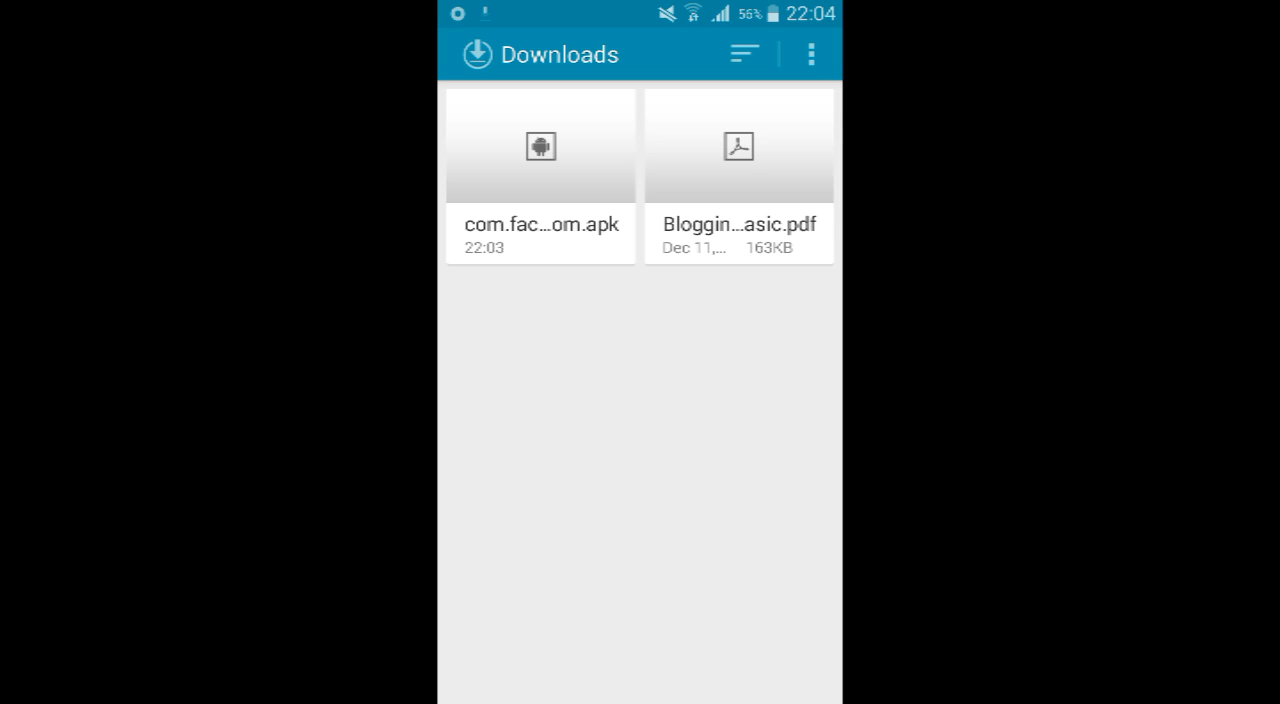 56% 22:04
Downloads
com.fac...om.apk
22:03
Bloggin...asic.pdf
Dec 11,... 163KB